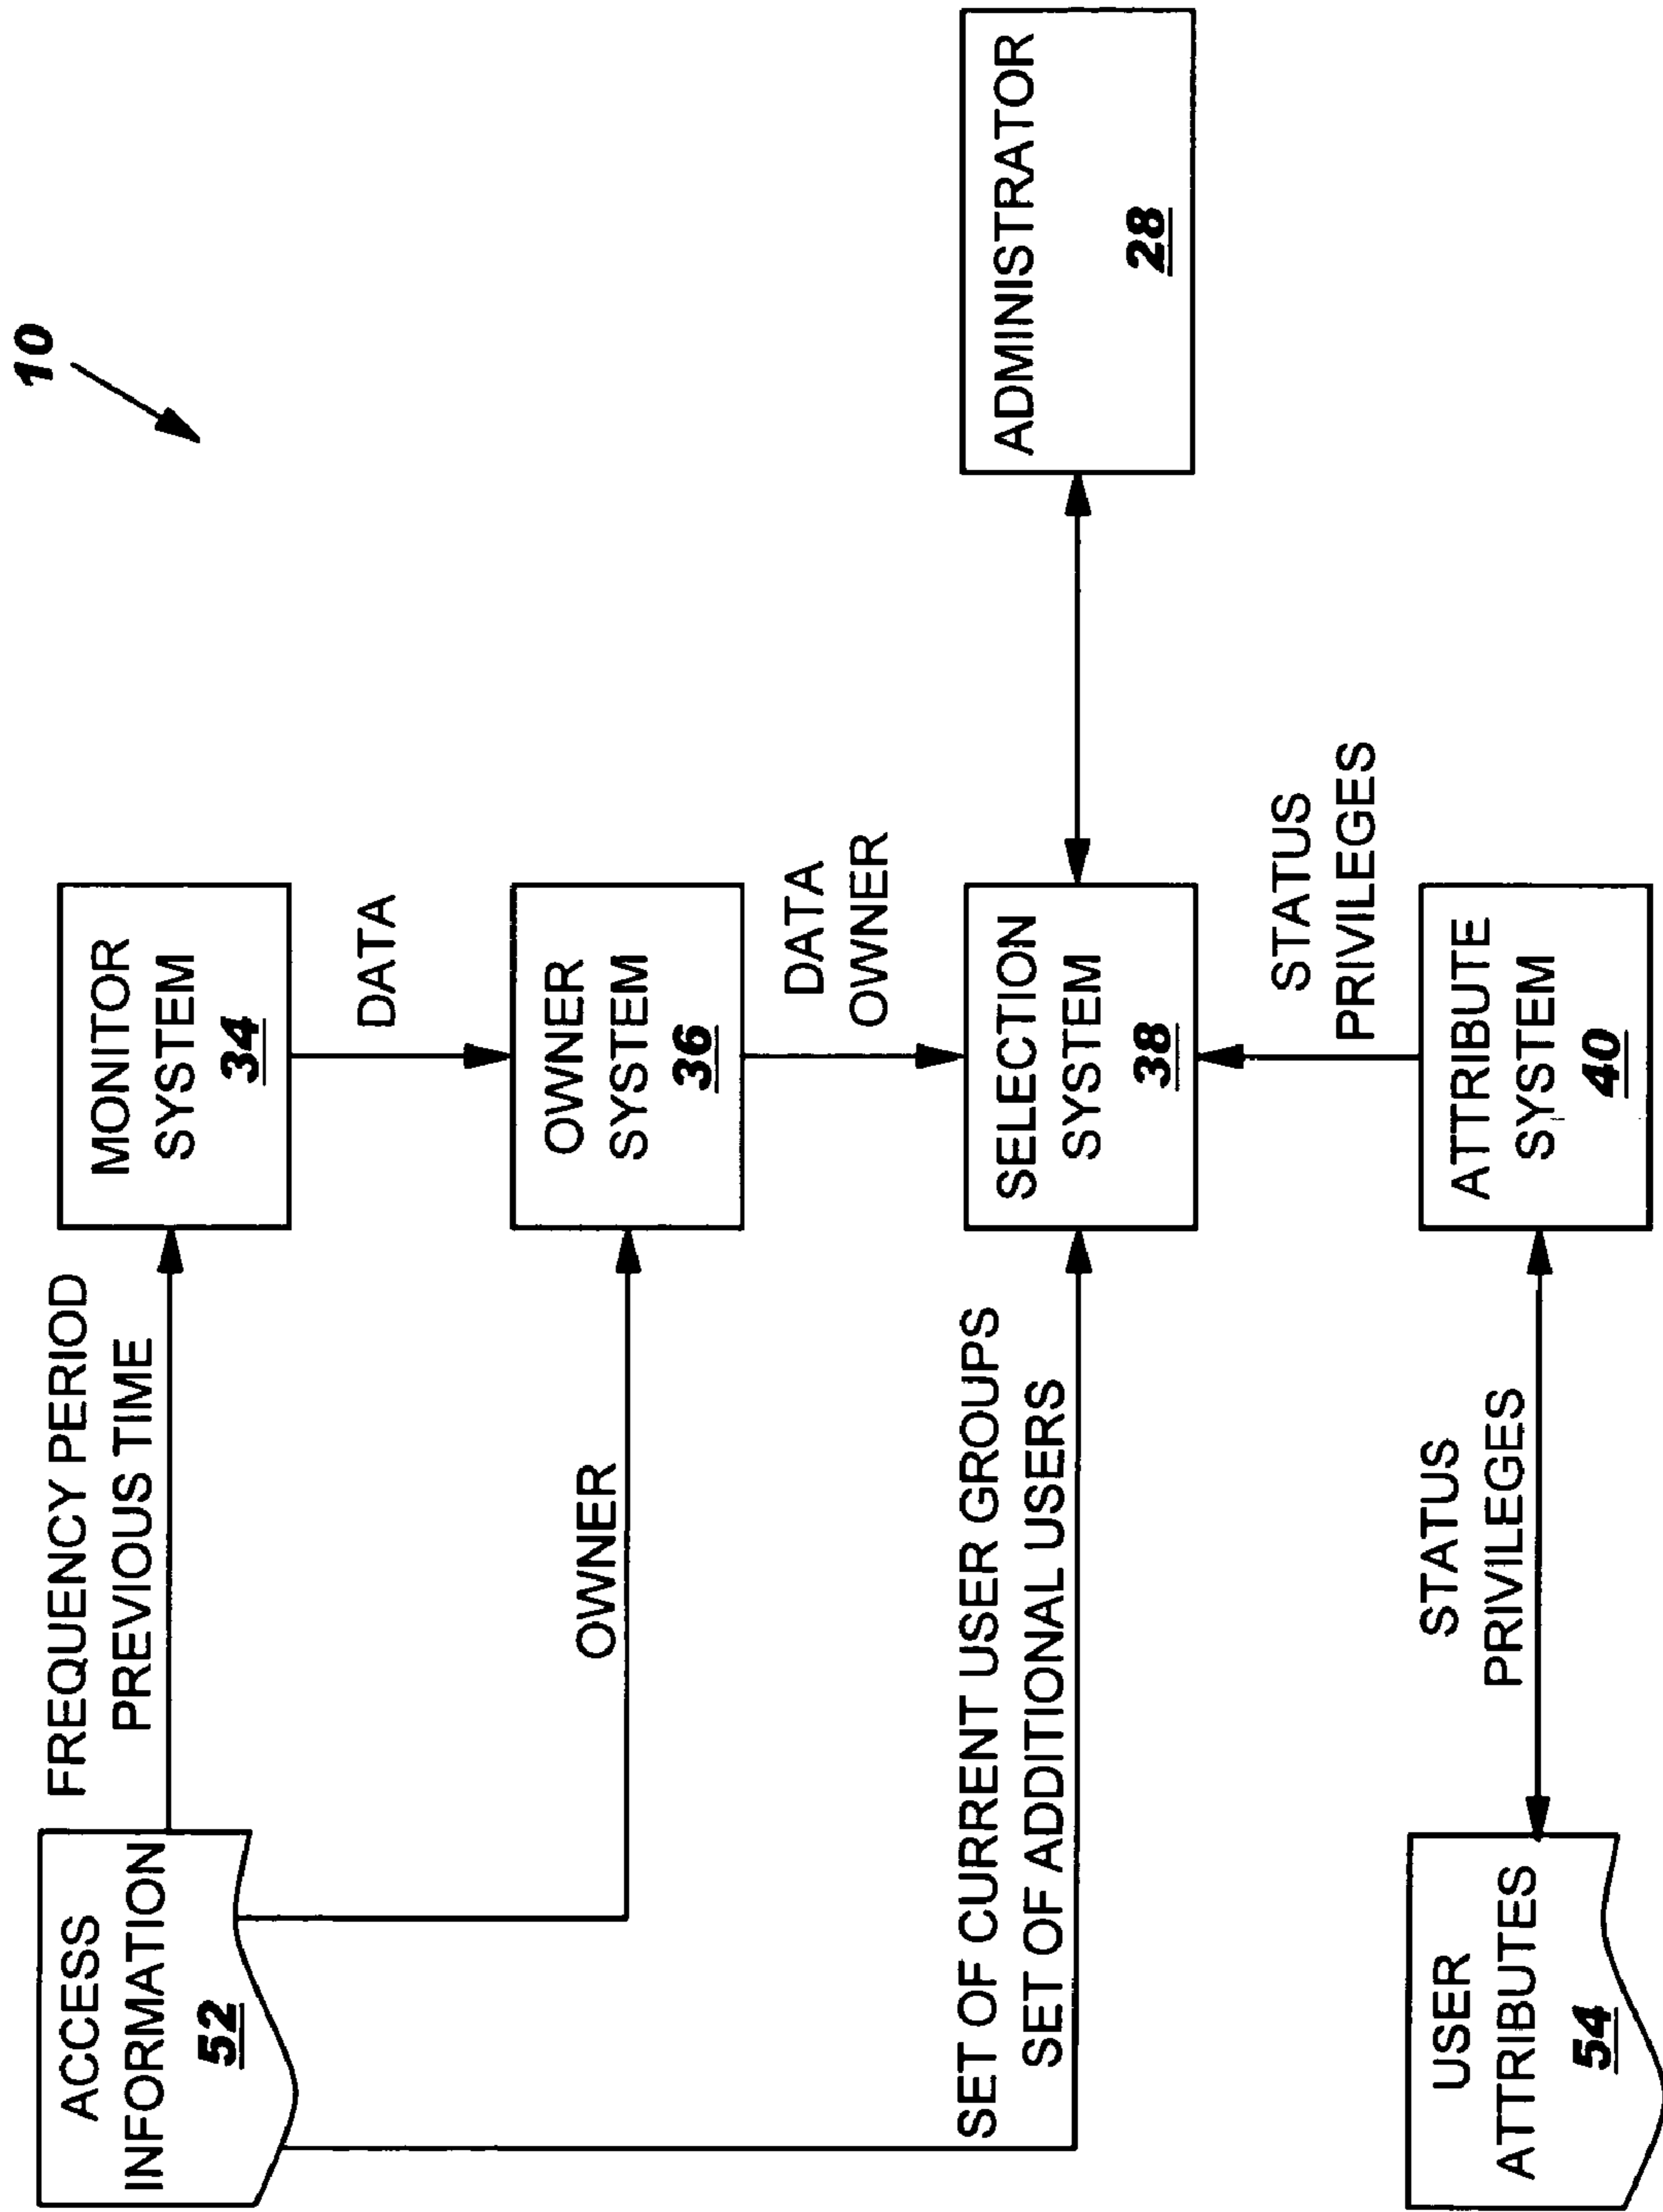 10
ACCESS
INFORMATION
52
FREQUENCY PERIOD
PREVIOUS TIME
MONITOR
SYSTEM
34
DATA
OWNER
OWNER
SYSTEM
36
DATA
OWNER
SET OF CURRENT USER GROUPS
SET OF ADDITIONAL USERS
SELECTION
SYSTEM
38
ADMINISTRATOR
28
STATUS
PRIVILEGES
USER
ATTRIBUTES
54
STATUS
PRIVILEGES
ATTRIBUTE
SYSTEM
40